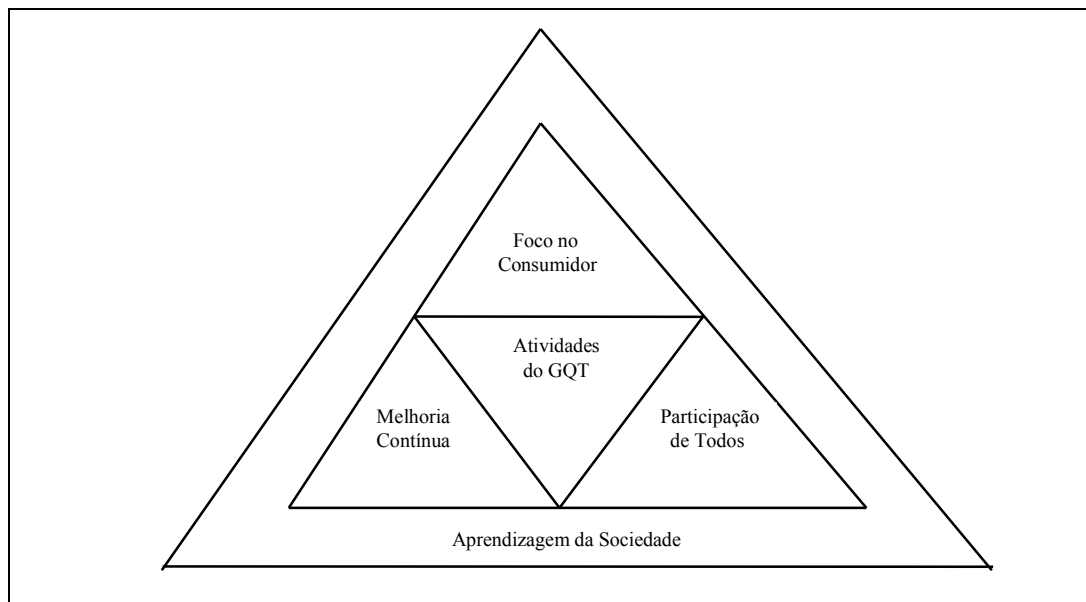 Foco no
Consumidor
Atividades
do GQT
Melhoria
Contínua
Participação
de Todos
Aprendizagem da Sociedade